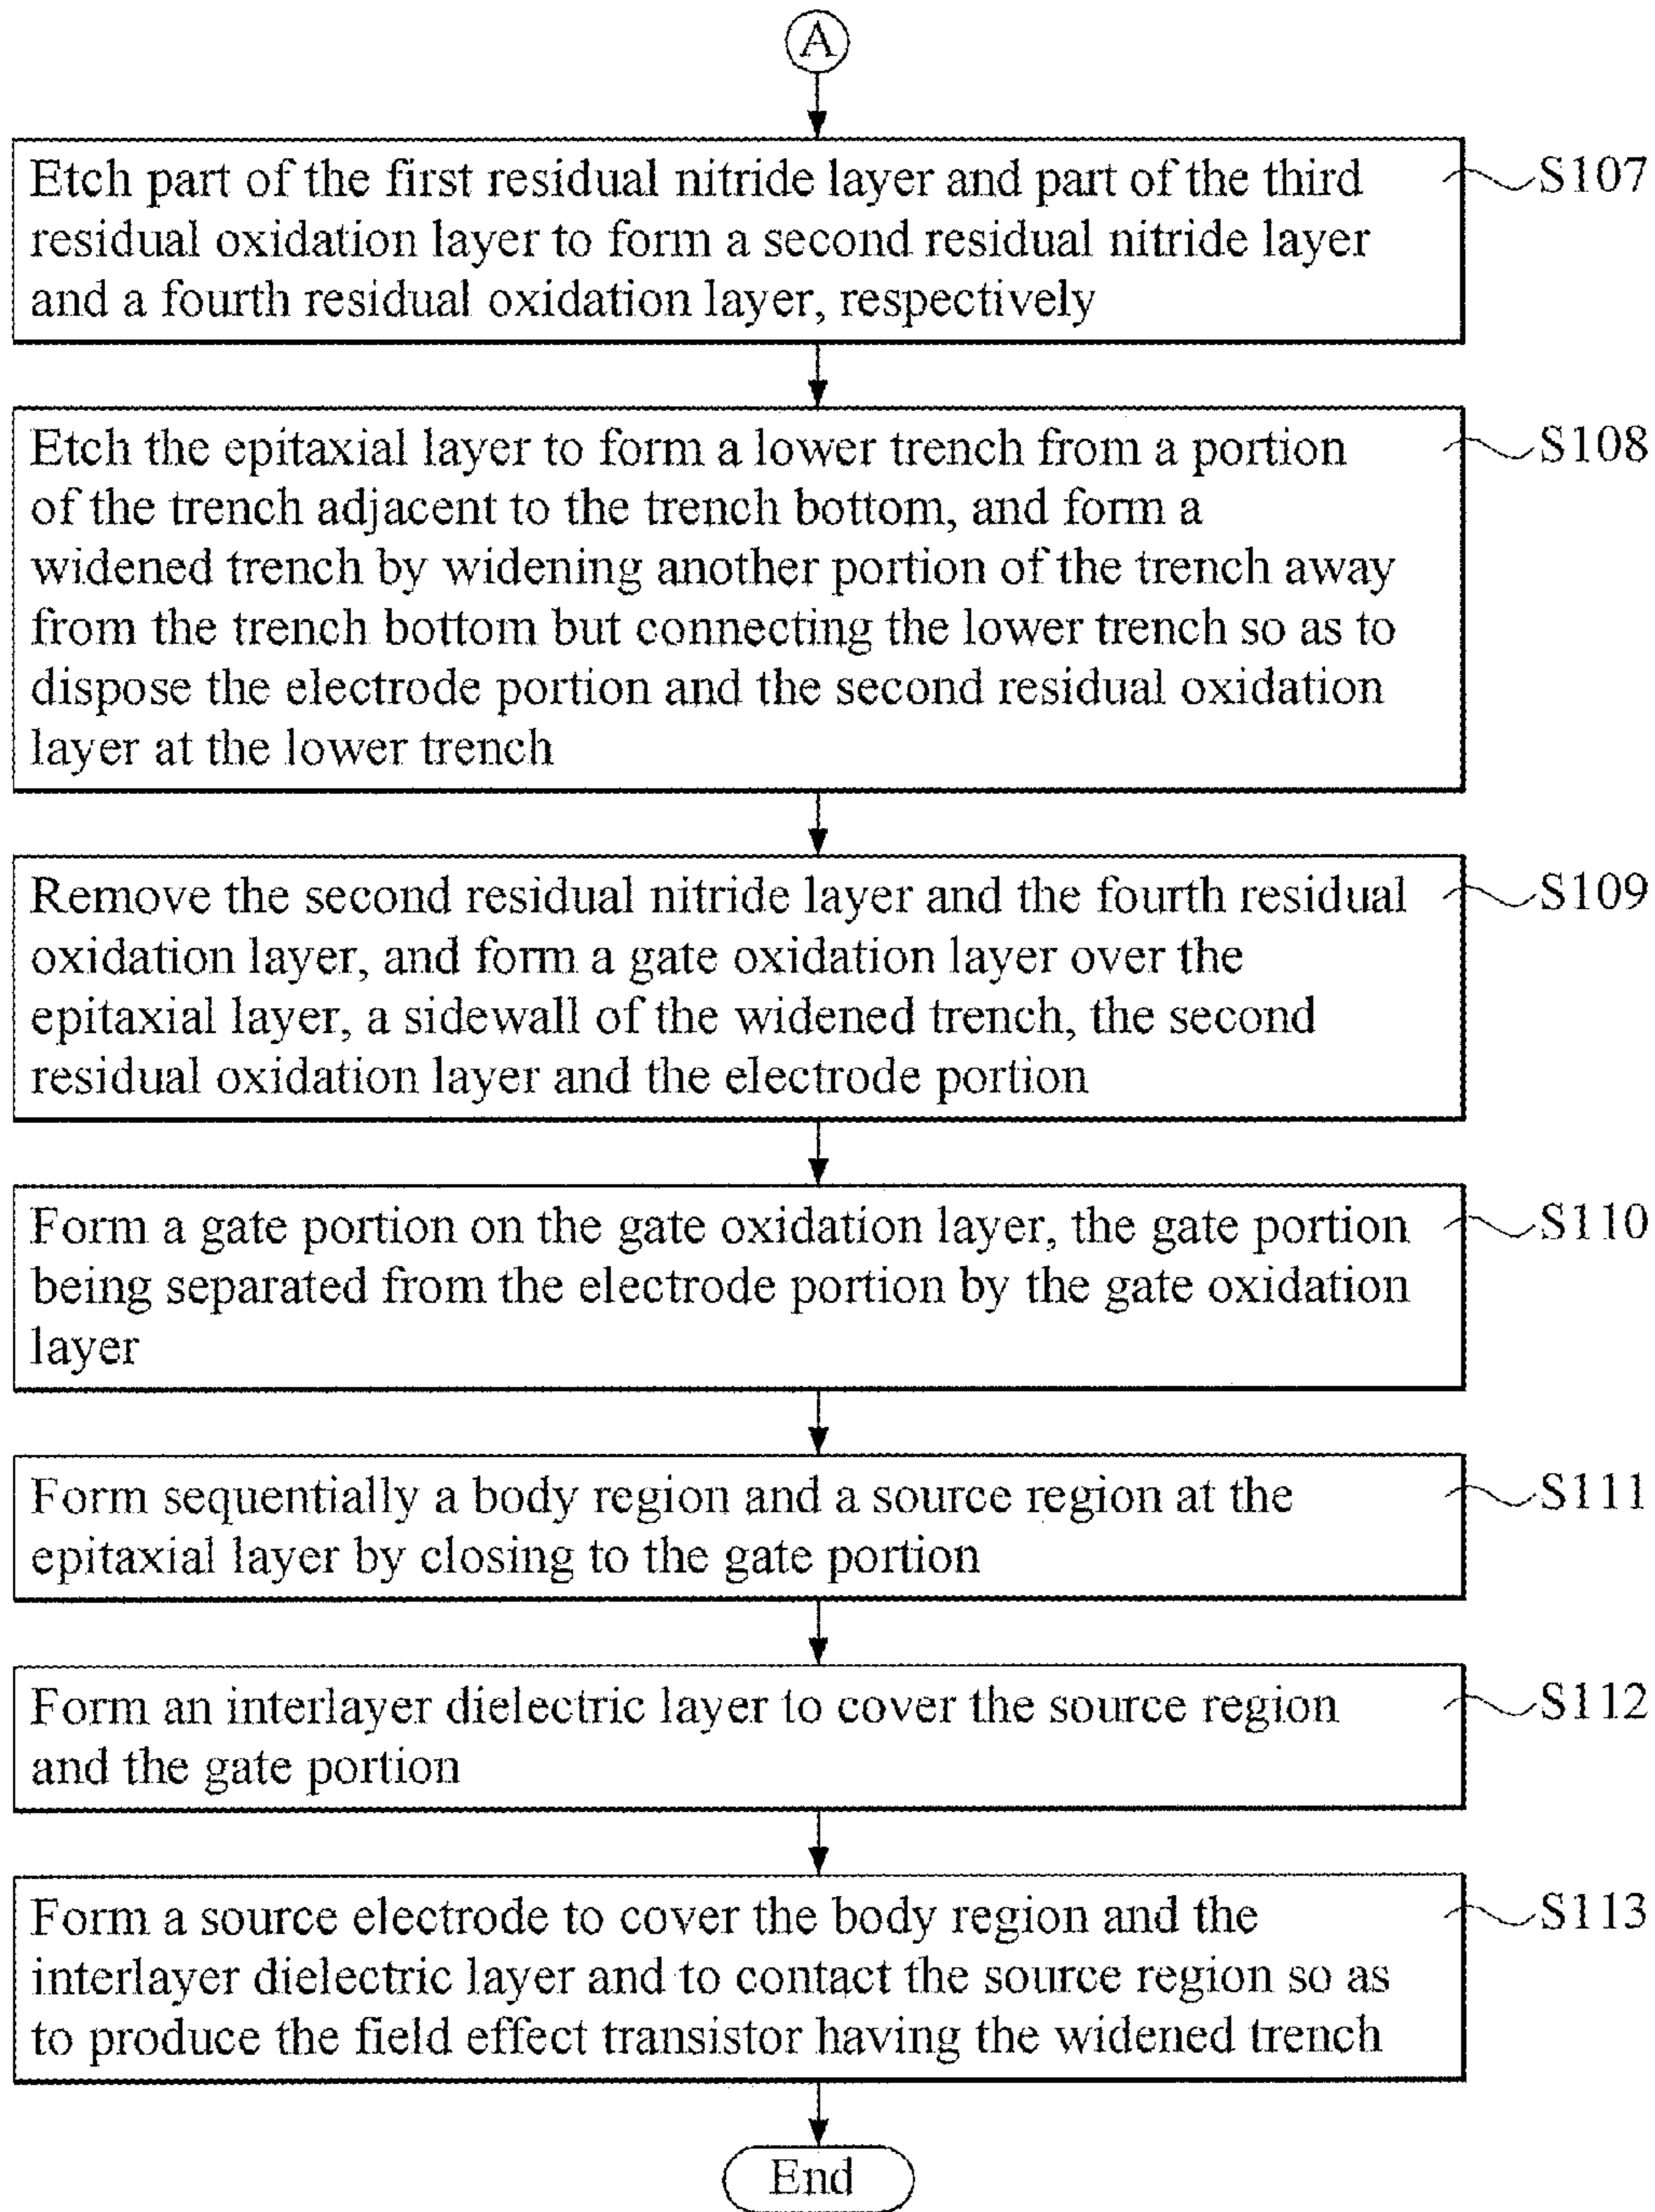 A
Etch part of the first residual nitride layer and part of the third
S107
residual oxidation layer to form a second residual nitride layer
and a fourth residual oxidation layer, respectively
Etch the epitaxial layer to form a lower trench from a portion
S108
of the trench adjacent to the trench bottom, and form a
widened trench by widening another portion of the trench away
from the trench bottom but connecting the lower trench so as to
dispose the electrode portion and the second residual oxidation
layer at the lower trench
Remove the second residual nitride layer and the fourth residual
S109
oxidation layer, and form a gate oxidation layer over the
epitaxial layer, a sidewall of the widened trench, the second
residual oxidation layer and the electrode portion
Form a gate portion on the gate oxidation layer, the gate portion
S110
being separated from the electrode portion by the gate oxidation
layer
Form sequentially a body region and a source region at the
S111
epitaxial layer by closing to the gate portion
Form an interlayer dielectric layer to cover the source region
S112
and the gate portion
Form a source electrode to cover the body region and the
S113
interlayer dielectric layer and to contact the source region so as
to produce the field effect transistor having the widened trench
End